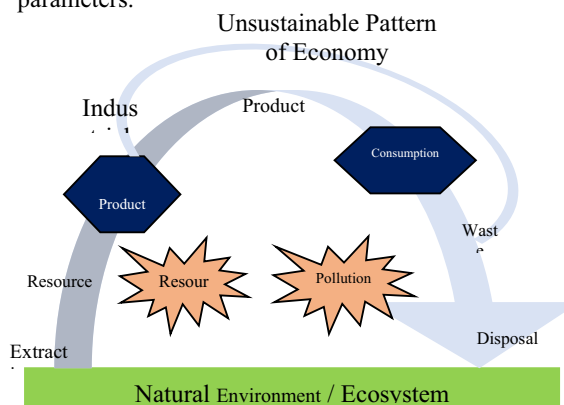 parameters.
Unsustainable Pattern
of Economy
Indus
Product
Consumption
Product
Wast
Resource
Resour
Pollution
Extract
Disposal
Natural Environment / Ecosystem